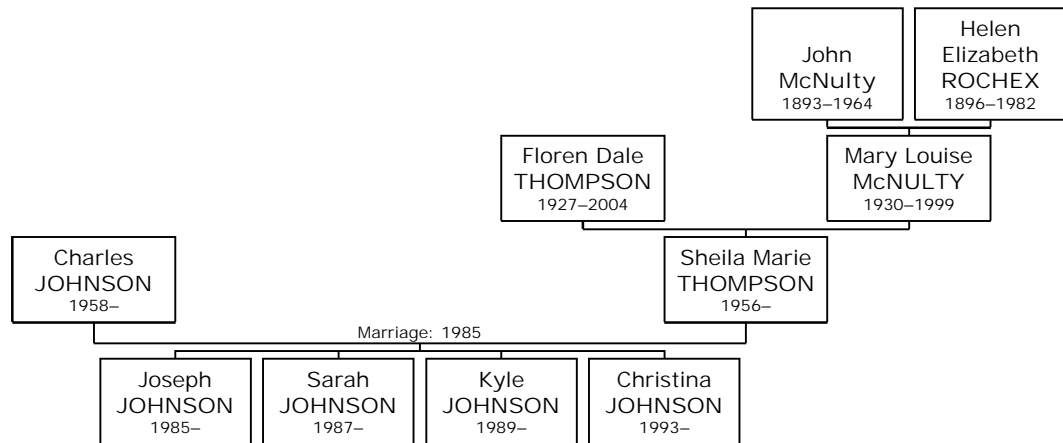 John
McNulty
1893–1964
Helen
Elizabeth
ROCHEX
1896–1982
Floren Dale
THOMPSON
1927–2004
Mary Louise
McNULTY
1930–1999
Charles
JOHNSON
1958–
Sheila Marie
THOMPSON
1956–
Marriage: 1985
Joseph
JOHNSON
1985–
Sarah
JOHNSON
1987–
Kyle
JOHNSON
1989–
Christina
JOHNSON
1993–